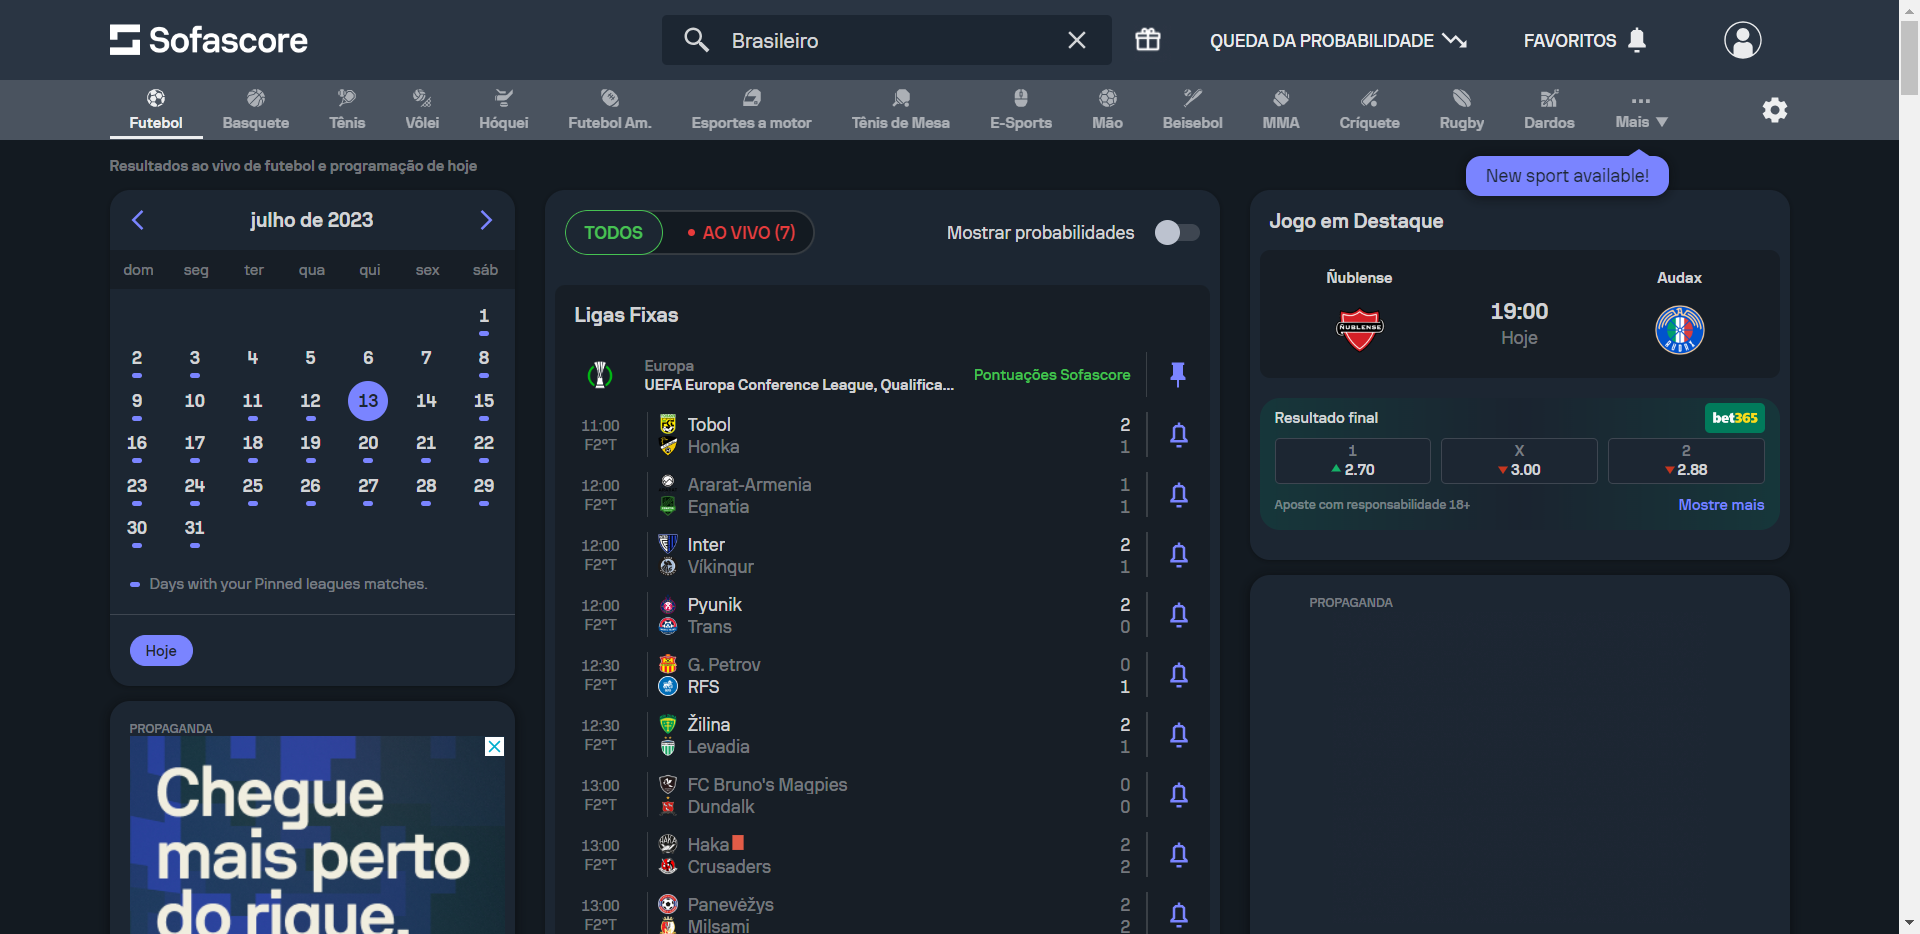 Sofascore
Brasileiro
QUEDA DA PROBABILIDADE
FAVORITOS
Futebol
Basquete
Tênis
Vôlei
Hóquei
Futebol Am.
Esportes a motor
Tênis de Mesa
E-Sports
Mão
Beisebol
MMA
Críquete
Rugby
Dardos
Mais ▼
New sport available!
Resultados ao vivo de futebol e programação de hoje
julho de 2023
dom seg ter qua qui sex sáb
1
2 3 4 5 6 7 8
9 10 11 12 13 14 15
16 17 18 19 20 21 22
23 24 25 26 27 28 29
30 31
Days with your Pinned leagues matches.
Hoje
PROPAGANDA
Chegue
mais perto
do rigue.
TODOS
• AO VIVO (7)
Mostrar probabilidades
Ligas Fixas
Europa
UEFA Europa Conference League, Qualifica...
Pontuações Sofascore
11:00 Tobol 2
F2°T Honka 1
12:00 Ararat-Armenia 1
F2°T Egnatia 1
12:00 Inter 2
F2°T Víkingur 1
12:00 Pyunik 2
F2°T Trans 0
12:30 G. Petrov 0
F2°T RFS 1
12:30 Žilina 2
F2°T Levadia 1
13:00 FC Bruno's Magpies 0
F2°T Dundalk 0
13:00 Haka 2
F2°T Crusaders 2
13:00 Panevėžys 2
F2°T Milsami 2
Jogo em Destaque
Ñublense
Audax
ÑUBLENSE
AUDAX
19:00
Hoje
Resultado final
bet365
1 X 2
2.70 3.00 2.88
Aposte com responsabilidade 18+
Mostre mais
PROPAGANDA